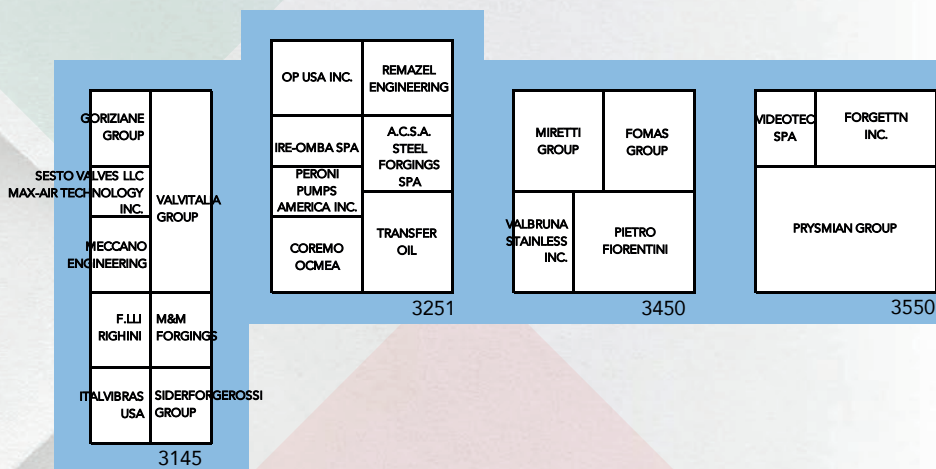 GORIZIANE
GROUP
SESTO VALVES LLC
MAX-AIR TECHNOLOGY
INC.
VALVITALIA
GROUP
MECCANO
ENGINEERING
F.LLI
RIGHINI
M&M
FORGINGS
ITALVIBRAS
USA
SIDERFORGEROSSI
GROUP
3145
OP USA INC.
REMAZEL
ENGINEERING
IRE-OMBA SPA
A.C.S.A.
STEEL
FORGINGS
SPA
PERONI
PUMPS
AMERICA INC.
COREMO
OCMEA
TRANSFER
OIL
3251
MIRETTI
GROUP
FOMAS
GROUP
VALBRUNA
STAINLESS
INC.
PIETRO
FIORENTINI
3450
VIDEOTEC
SPA
FORGETTN
INC.
PRYSMIAN GROUP
3550